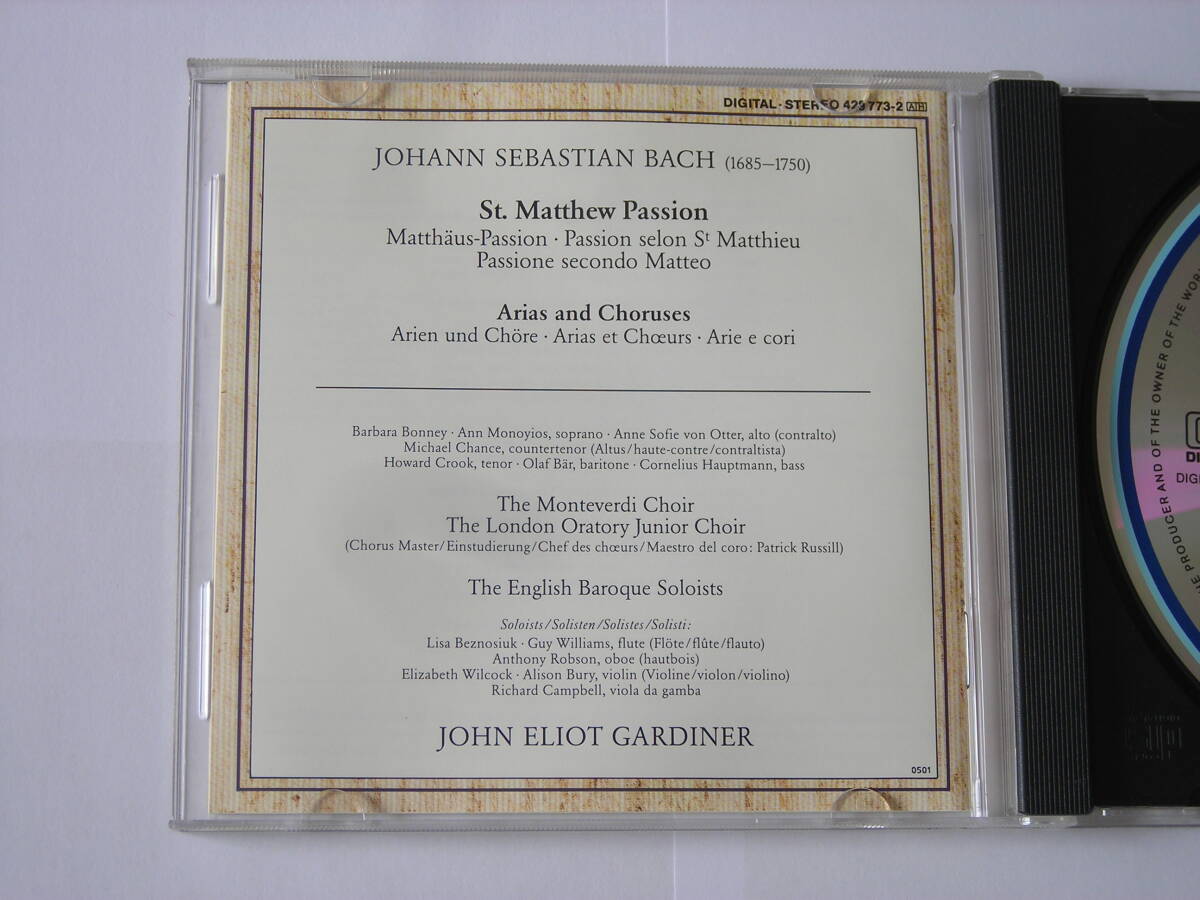 DIGITAL · STEREO 429 773-2 AIH
JOHANN SEBASTIAN BACH (1685–1750)
St. Matthew Passion
Matthäus-Passion · Passion selon St Matthieu
Passione secondo Matteo
Arias and Choruses
Arien und Chöre · Arias et Chœurs · Arie e cori
Barbara Bonney · Ann Monoyios, soprano · Anne Sofie von Otter, alto (contralto)
Michael Chance, countertenor (Altus/haute-contre/contraltista)
Howard Crook, tenor · Olaf Bär, baritone · Cornelius Hauptmann, bass
The Monteverdi Choir
The London Oratory Junior Choir
(Chorus Master/Einstudierung/Chef des chœurs/Maestro del coro: Patrick Russill)
The English Baroque Soloists
Soloists/Solisten/Solistes/Solisti:
Lisa Beznosiuk · Guy Williams, flute (Flöte/flûte/flauto)
Anthony Robson, oboe (hautbois)
Elizabeth Wilcock · Alison Bury, violin (Violine/violon/violino)
Richard Campbell, viola da gamba
JOHN ELIOT GARDINER
0501
PRODUCER AND OF THE OWNER OF THE